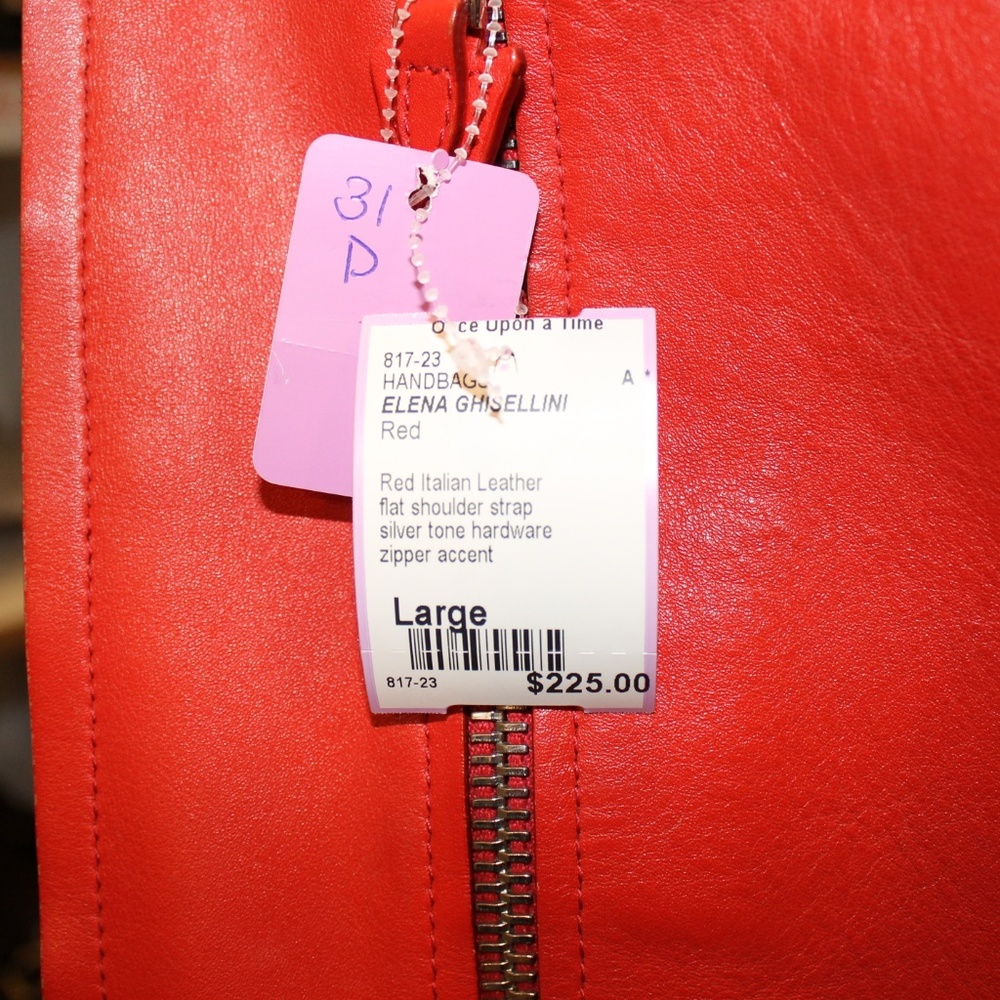 31
D
Once Upon a Time
817-23
HANDBAGS
A *
ELENA GHISELLINI
Red
Red Italian Leather
flat shoulder strap
silver tone hardware
zipper accent
Large
817-23
$225.00